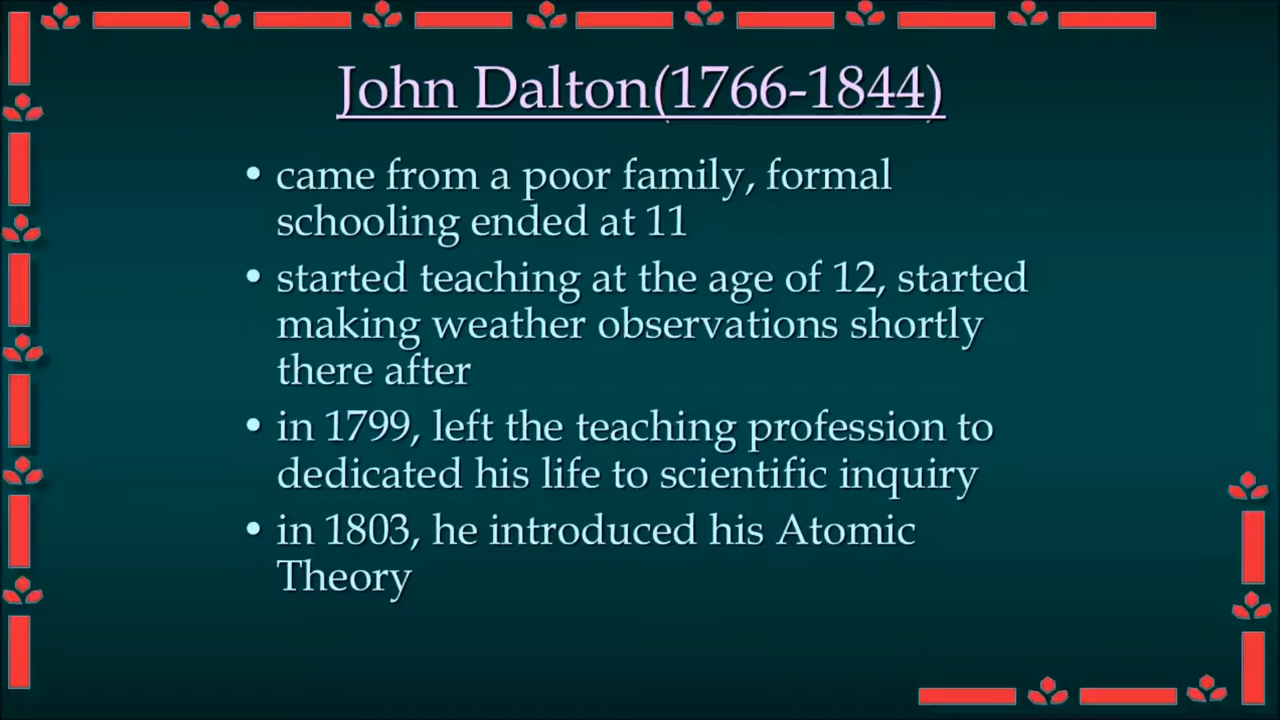 John Dalton(1766-1844)
• came from a poor family, formal
schooling ended at 11
• started teaching at the age of 12, started
making weather observations shortly
there after
• in 1799, left the teaching profession to
dedicated his life to scientific inquiry
• in 1803, he introduced his Atomic
Theory